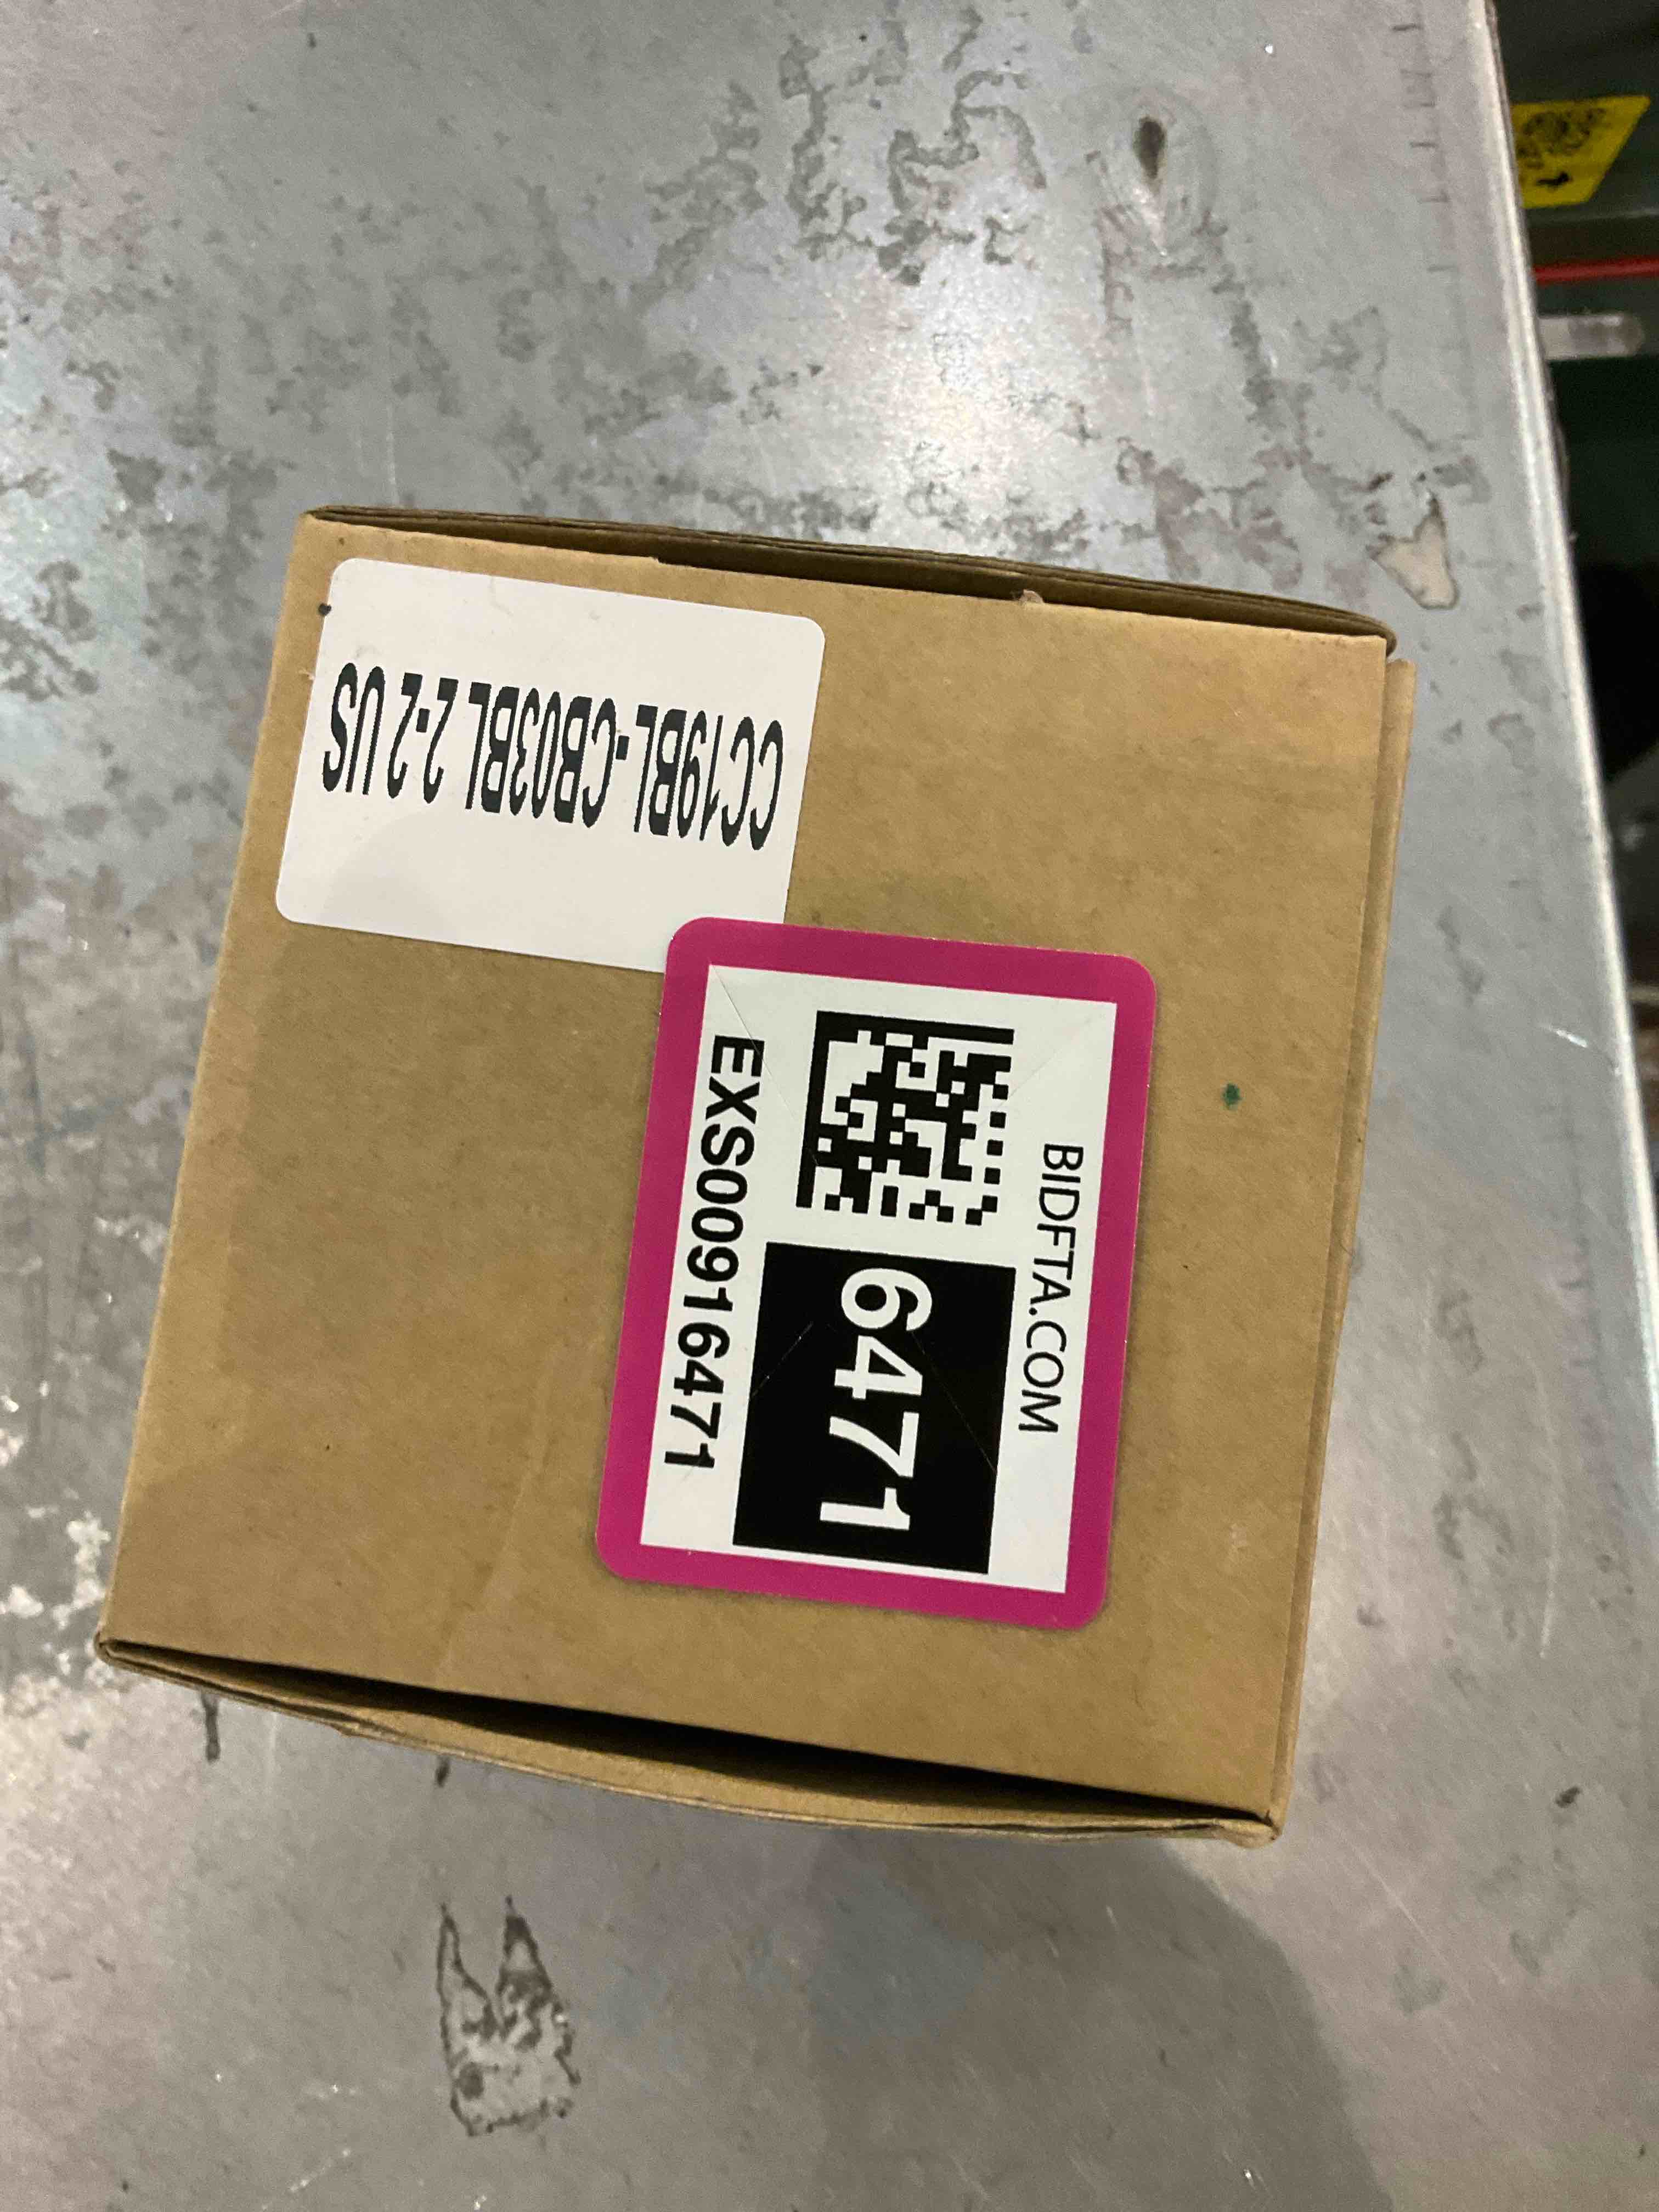 CC19BL-CB03BL 2-2 US
BIDFTA.COM
6471
EXS00916471